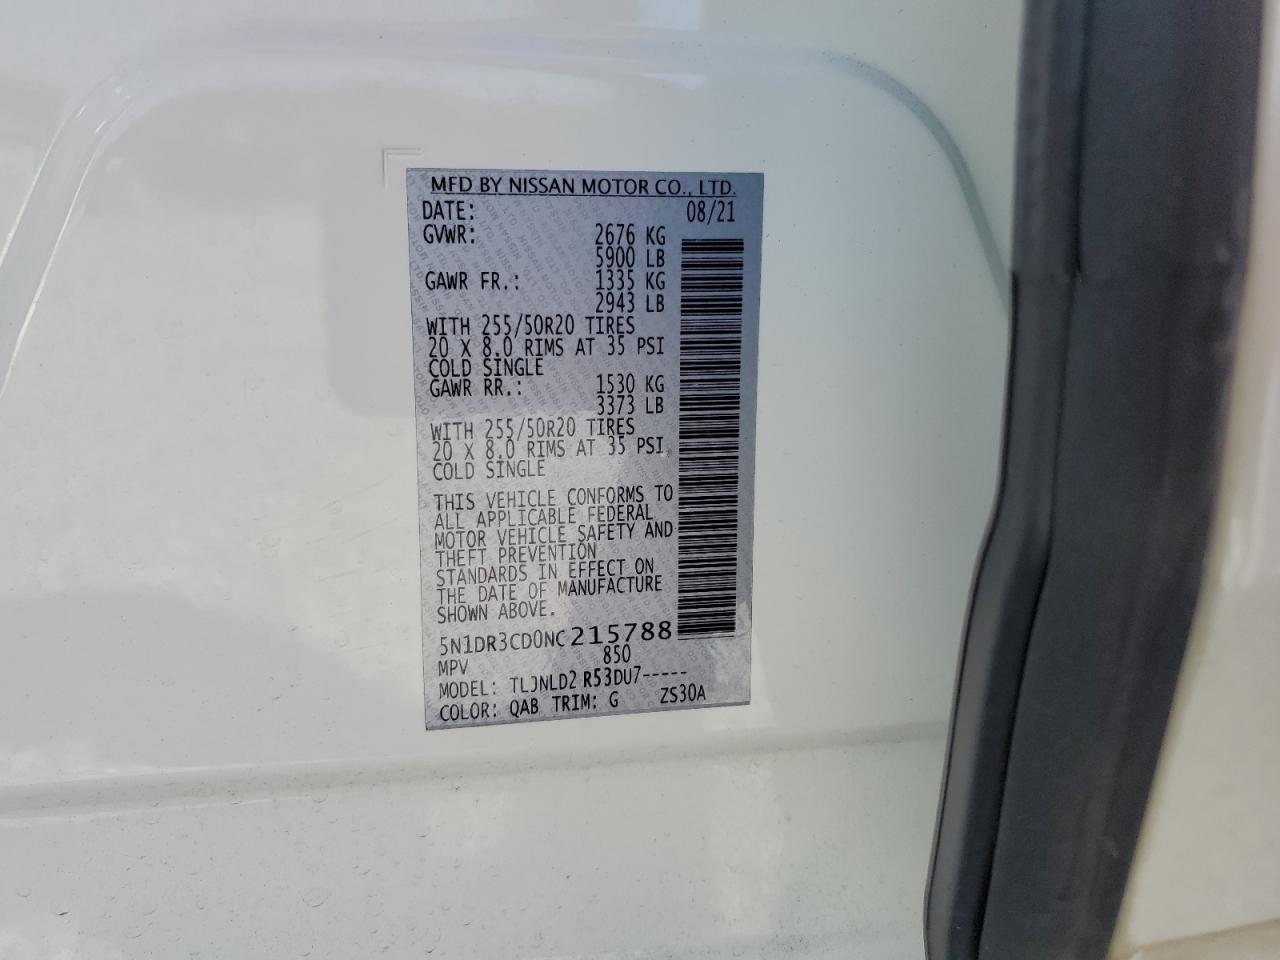 MFD BY NISSAN MOTOR CO., LTD.
DATE: 08/21
GVWR: 2676 KG
5900 LB
GAWR FR.: 1335 KG
2943 LB
WITH 255/50R20 TIRES
20 X 8.0 RIMS AT 35 PSI
COLD SINGLE
GAWR RR.: 1530 KG
3373 LB
WITH 255/50R20 TIRES
20 X 8.0 RIMS AT 35 PSI
COLD SINGLE
THIS VEHICLE CONFORMS TO
ALL APPLICABLE FEDERAL
MOTOR VEHICLE SAFETY AND
THEFT PREVENTION
STANDARDS IN EFFECT ON
THE DATE OF MANUFACTURE
SHOWN ABOVE.
5N1DR3CD0NC215788
MPV 850
MODEL: TLJNLD2 R53DU7-----
COLOR: QAB TRIM: G ZS30A